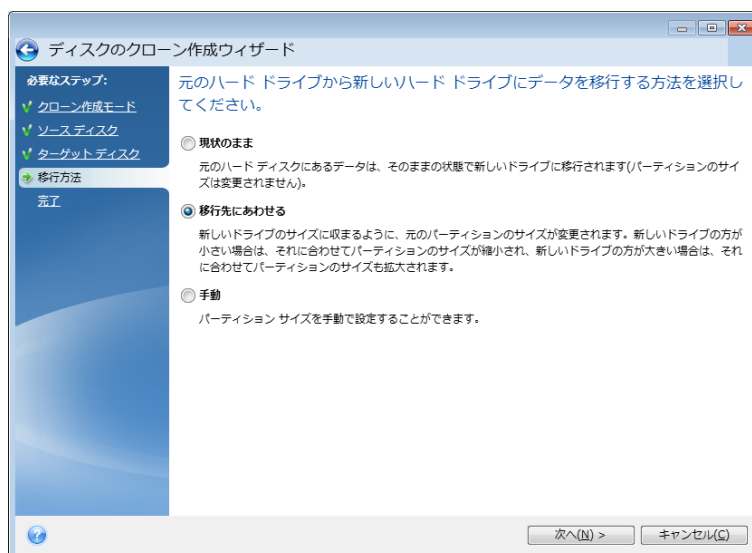 ディスクのクローン作成ウィザード
必要なステップ:
クローン作成モード
ソース ディスク
ターゲット ディスク
移行方法
完了
元のハード ドライブから新しいハード ドライブにデータを移行する方法を選択し
てください。
現状のまま
元のハード ディスクにあるデータは、そのままの状態で新しいドライブに移行されます(パーティションのサイ
ズは変更されません)。
移行先にあわせる
新しいドライブのサイズに収まるように、元のパーティションのサイズが変更されます。新しいドライブの方が
小さい場合は、それに合わせてパーティションのサイズが縮小され、新しいドライブの方が大きい場合は、それ
に合わせてパーティションのサイズも拡大されます。
手動
パーティション サイズを手動で設定することができます。
次へ(N) >
キャンセル(C)